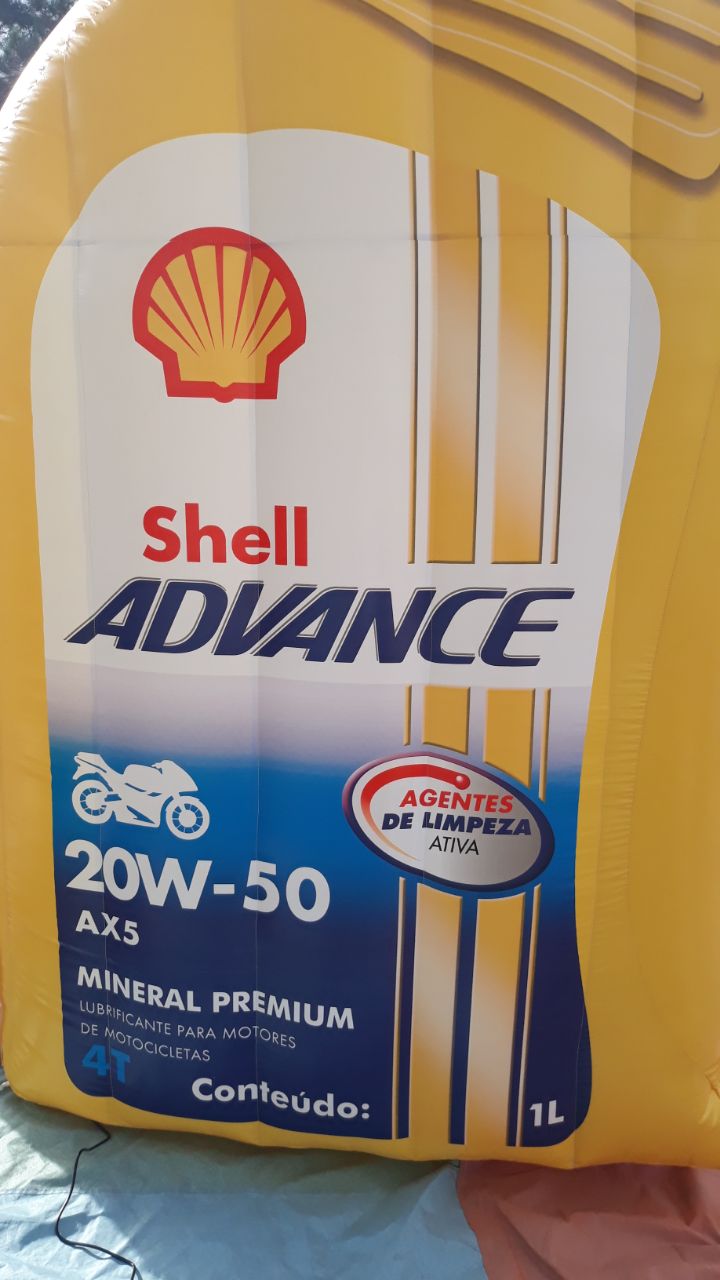 Shell
ADVANCE
AGENTES
DE LIMPEZA
ATIVA
20W-50
AX5
MINERAL PREMIUM
LUBRIFICANTE PARA MOTORES
DE MOTOCICLETAS
4T
Conteúdo:
1L